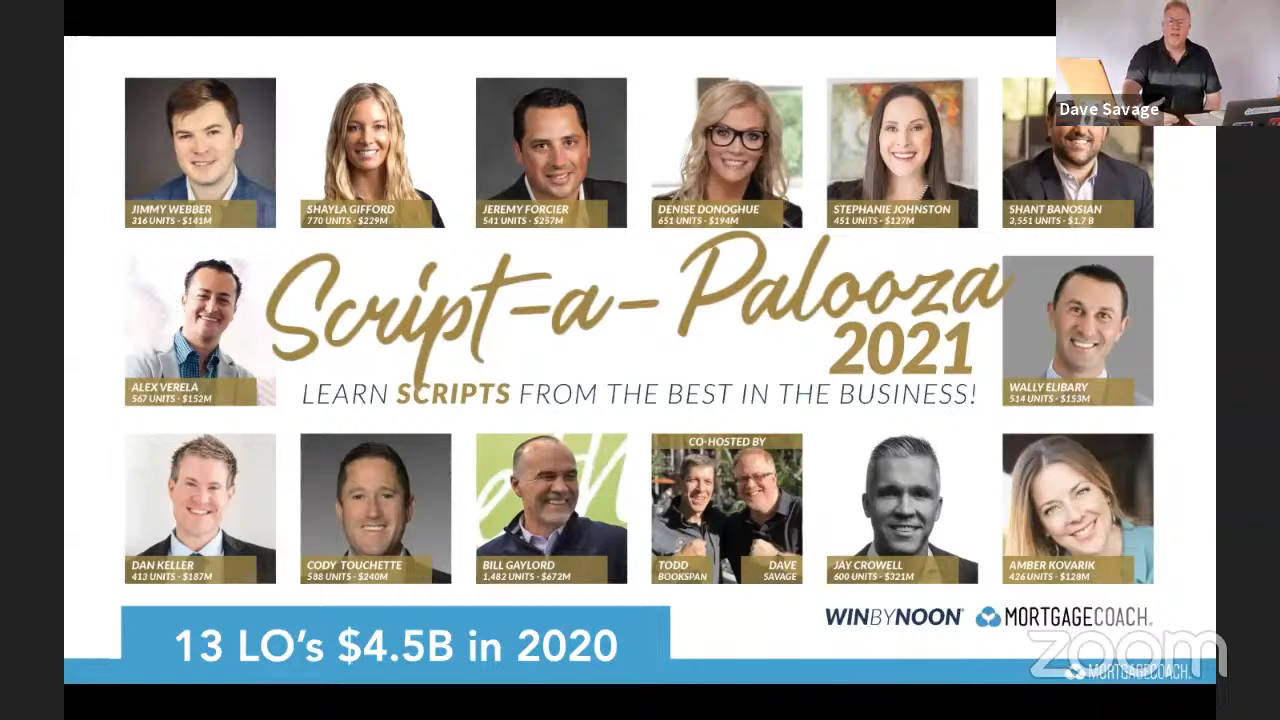 Dave Savage
JIMMY WEBBER
316 UNITS - $141M
SHAYLA GIFFORD
770 UNITS - $229M
JEREMY FORCIER
541 UNITS - $257M
DENISE DONOGHUE
651 UNITS - $194M
STEPHANIE JOHNSTON
451 UNITS - $127M
SHANT BANOSIAN
3,551 UNITS - $1.7 B
Script-a-Palooza
2021
LEARN SCRIPTS FROM THE BEST IN THE BUSINESS!
ALEX VERELA
567 UNITS - $152M
WALLY ELIBARY
514 UNITS - $153M
DAN KELLER
413 UNITS - $187M
CODY TOUCHETTE
588 UNITS - $240M
BILL GAYLORD
1,482 UNITS - $672M
CO-HOSTED BY
TODD
BOOKSPAN
DAVE
SAVAGE
JAY CROWELL
600 UNITS - $321M
AMBER KOVARIK
426 UNITS - $128M
WINBYNOON®
MORTGAGECOACH.
13 LO's $4.5B in 2020
zoom
MORTGAGECOACH.